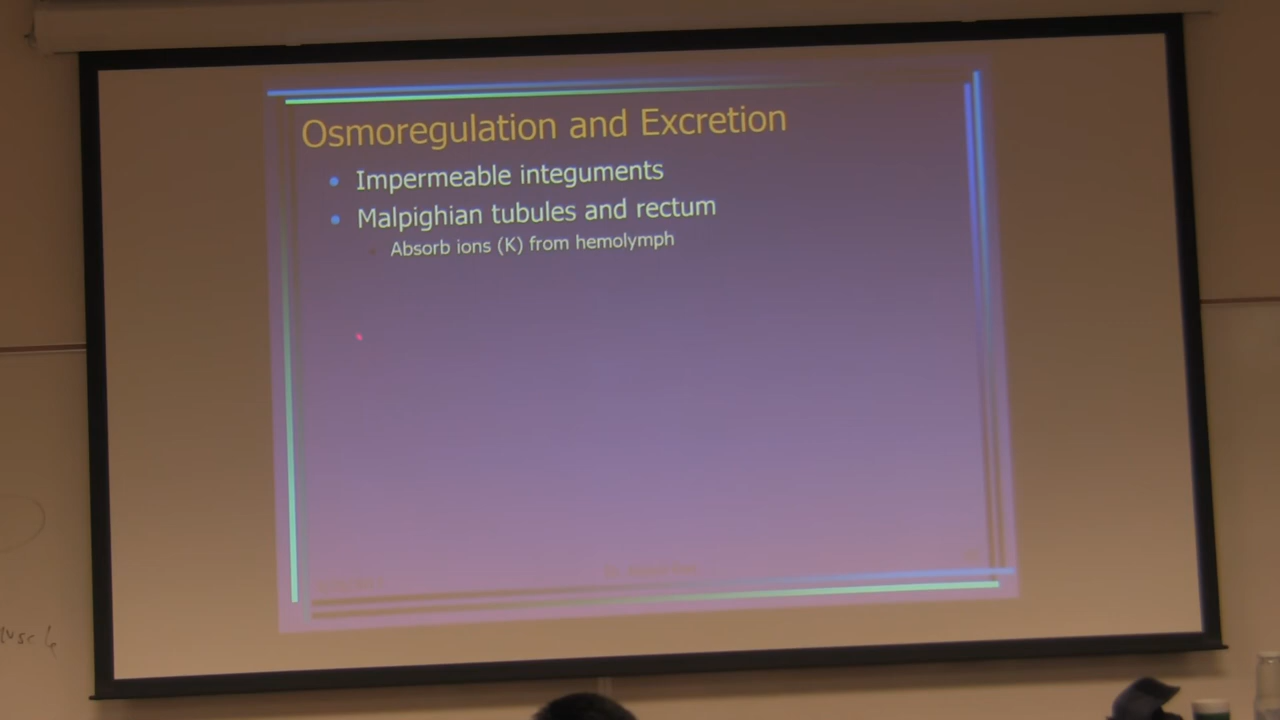 Osmoregulation and Excretion
• Impermeable integuments
• Malpighian tubules and rectum
• Absorb ions (K) from hemolymph